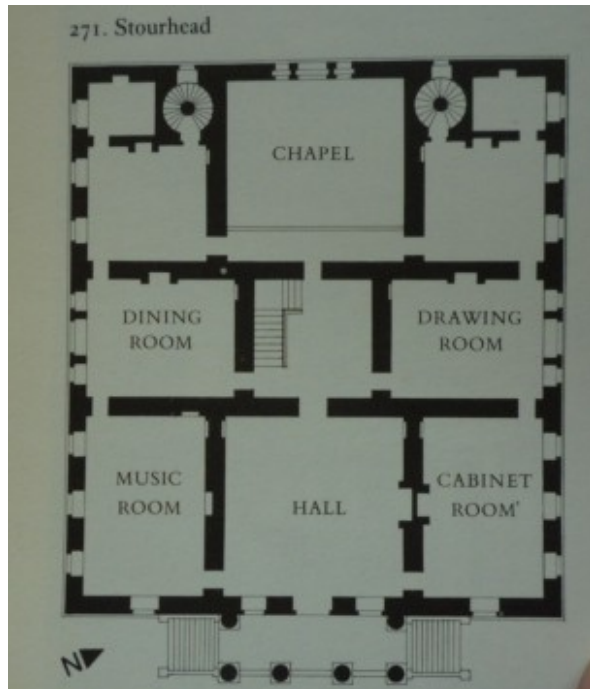 271. Stourhead
CHAPEL
DINING
ROOM
DRAWING
ROOM
MUSIC
ROOM
HALL
CABINET
ROOM'
N